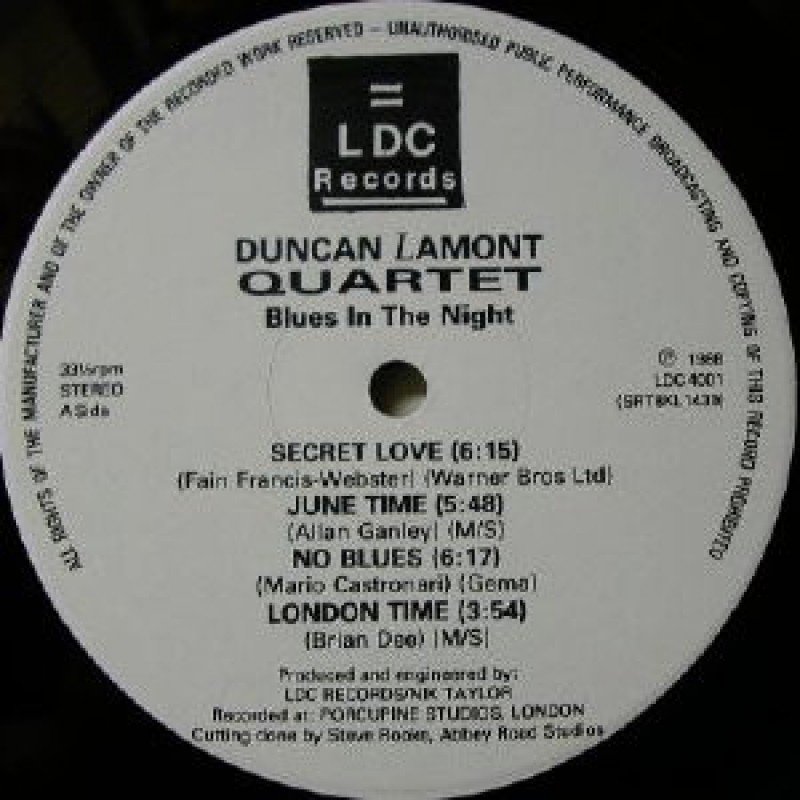 ALL RIGHTS OF THE MANUFACTURER AND OF THE OWNER OF THE RECORDED WORK RESERVED – UNAUTHORISED PUBLIC PERFORMANCE BROADCASTING AND COPYING OF THIS RECORD PROHIBITED
LDC
Records
DUNCAN LAMONT
QUARTET
Blues In The Night
33⅓rpm
STEREO
A Side
℗ 1988
LDC 4001
SECRET LOVE (6:15)
(Fain Francis-Webster) (Warner Bros Ltd)
JUNE TIME (5:48)
(Allan Ganley) (M/S)
NO BLUES (6:17)
(Mario Castronari) (Gema)
LONDON TIME (3:54)
(Brian Dee) (M/S)
Produced and engineered by:
LDC RECORDS/NIK TAYLOR
Recorded at: PORCUPINE STUDIOS, LONDON
Cutting done by Steve Rooke, Abbey Road Studios